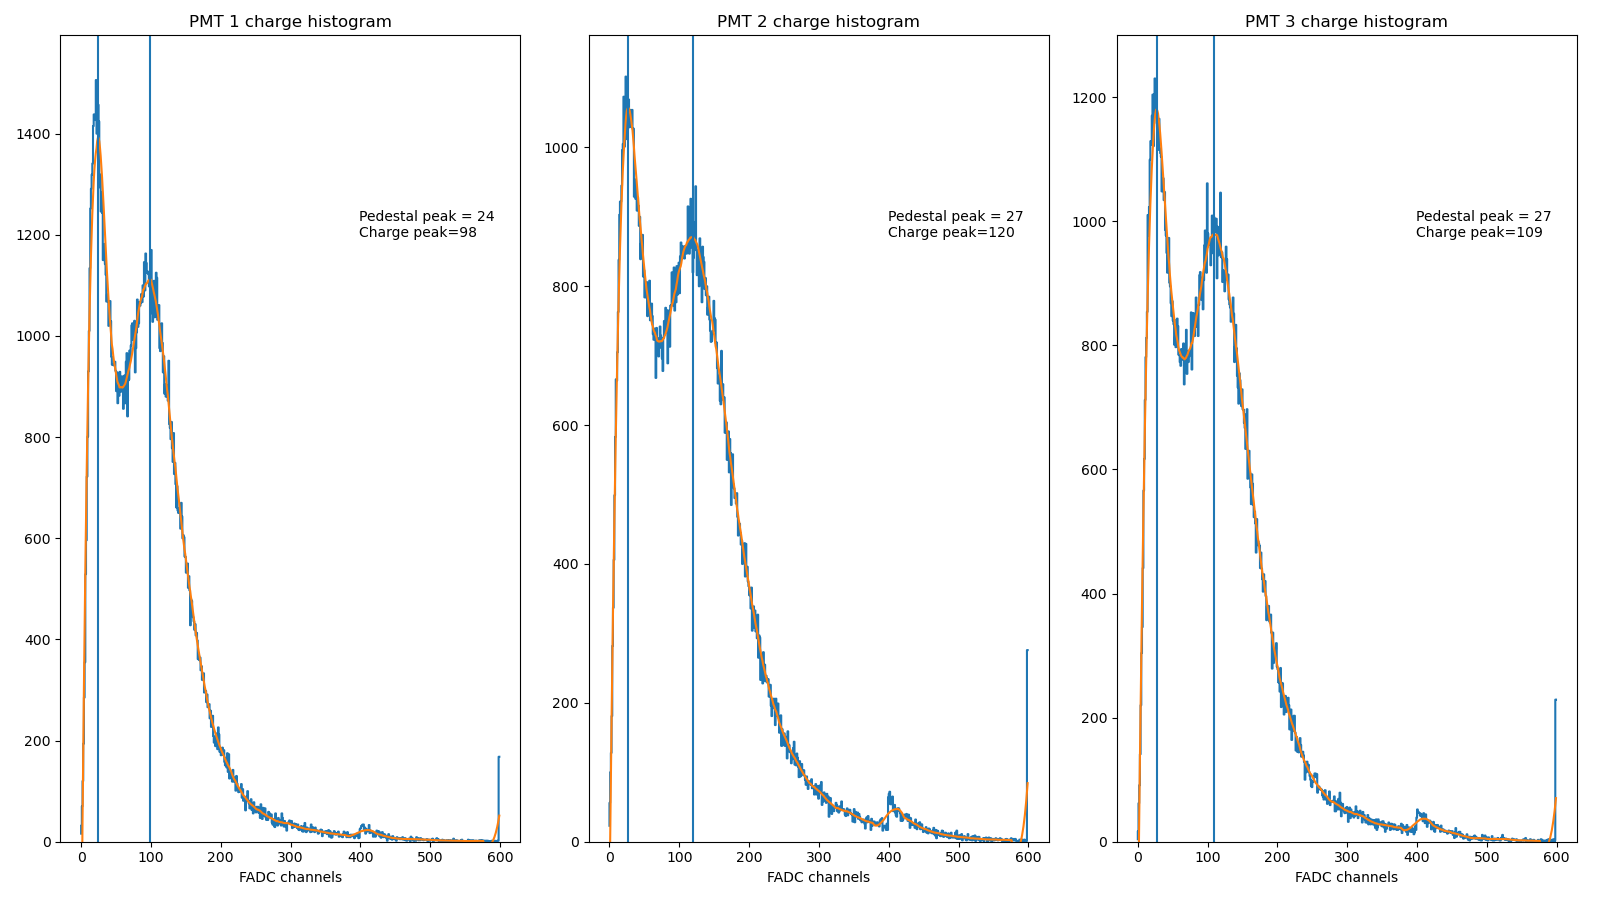 PMT 1 charge histogram
1400
1200
1000
800
600
400
200
0
Pedestal peak = 24
Charge peak=98
0 100 200 300 400 500 600
FADC channels
PMT 2 charge histogram
1000
800
600
400
200
0
Pedestal peak = 27
Charge peak=120
0 100 200 300 400 500 600
FADC channels
PMT 3 charge histogram
1200
1000
800
600
400
200
0
Pedestal peak = 27
Charge peak=109
0 100 200 300 400 500 600
FADC channels